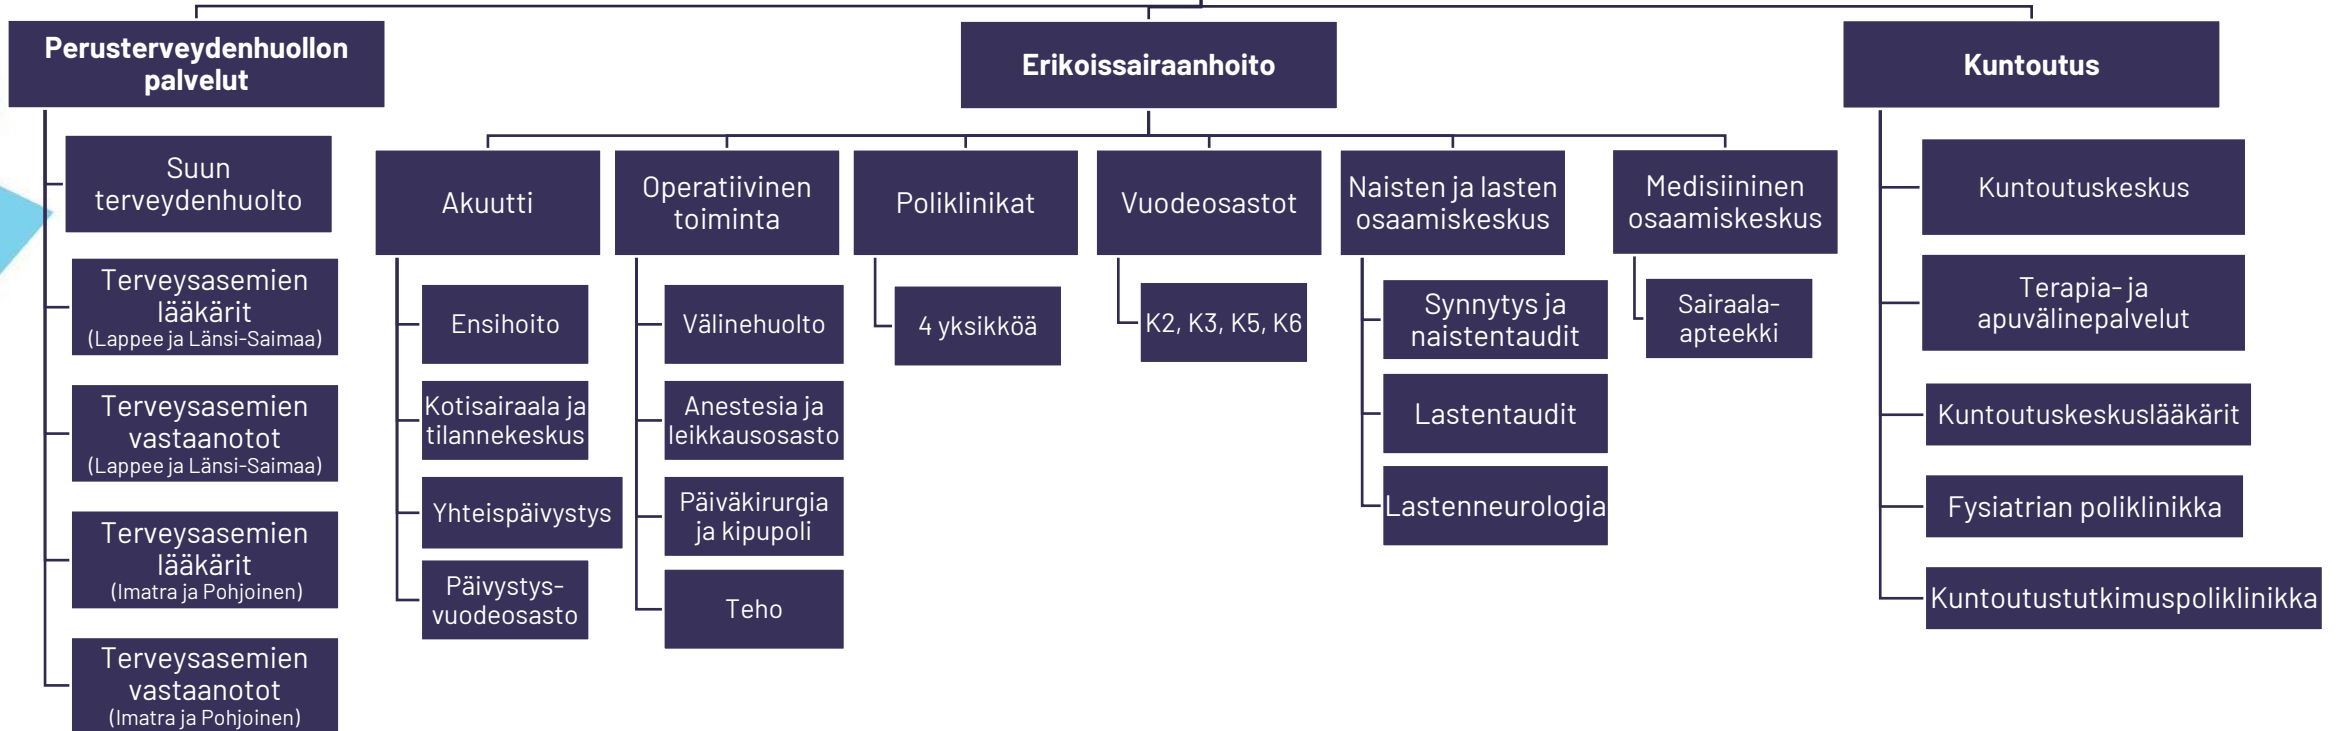 Perusterveydenhuollon
palvelut
Suun
terveydenhuolto
Terveysasemien
lääkärit
(Lappee ja Länsi-Saimaa)
Terveysasemien
vastaanotot
(Lappee ja Länsi-Saimaa)
Terveysasemien
lääkärit
(Imatra ja Pohjoinen)
Terveysasemien
vastaanotot
(Imatra ja Pohjoinen)
Erikoissairaanhoito
Akuutti
Ensihoito
Kotisairaala ja
tilannekeskus
Yhteispäivystys
Päivystys-
vuodeosasto
Operatiivinen
toiminta
Välinehuolto
Anestesia ja
leikkausosasto
Päiväkirurgia
ja kipupoli
Teho
Poliklinikat
4 yksikköä
Vuodeosastot
K2, K3, K5, K6
Naisten ja lasten
osaamiskeskus
Synnytys ja
naistentaudit
Lastentaudit
Lastenneurologia
Medisiininen
osaamiskeskus
Sairaala-
apteekki
Kuntoutus
Kuntoutuskeskus
Terapia- ja
apuvälinepalvelut
Kuntoutuskeskuslääkärit
Fysiatrian poliklinikka
Kuntoutustutkimuspoliklinikka